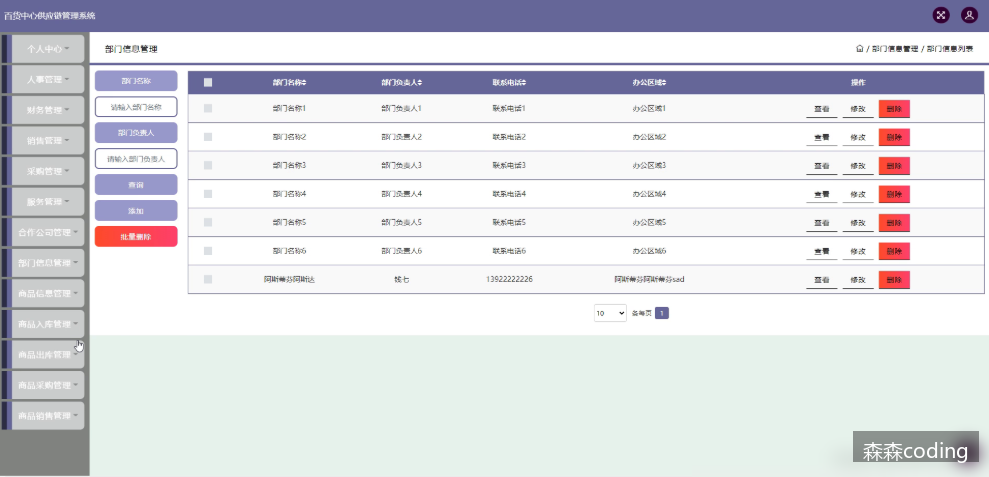 百货中心供应链管理系统
个人中心
人事管理
财务管理
销售管理
采购管理
服务管理
合作公司管理
部门信息管理
商品信息管理
商品入库管理
商品出库管理
商品采购管理
商品销售管理
部门信息管理
/ 部门信息管理 / 部门信息列表
部门名称
请输入部门名称
部门负责人
请输入部门负责人
查询
添加
批量删除
部门名称 部门负责人 联系电话 办公区域 操作
部门名称1 部门负责人1 联系电话1 办公区域1 查看 修改 删除
部门名称2 部门负责人2 联系电话2 办公区域2 查看 修改 删除
部门名称3 部门负责人3 联系电话3 办公区域3 查看 修改 删除
部门名称4 部门负责人4 联系电话4 办公区域4 查看 修改 删除
部门名称5 部门负责人5 联系电话5 办公区域5 查看 修改 删除
部门名称6 部门负责人6 联系电话6 办公区域6 查看 修改 删除
阿斯蒂芬阿斯达 钱七 13922222226 阿斯蒂芬阿斯蒂芬sad 查看 修改 删除
10 条每页 1
森森coding